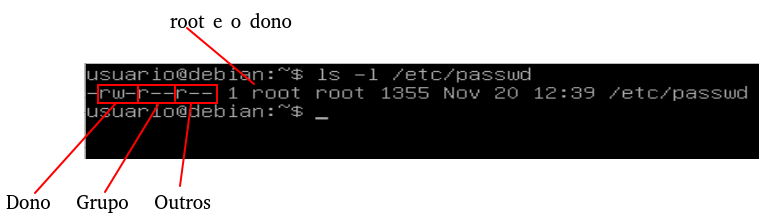 root e o dono
usuario@debian:~$ ls -l /etc/passwd
-rw-r--r-- 1 root root 1355 Nov 20 12:39 /etc/passwd
usuario@debian:~$ _
Dono Grupo Outros